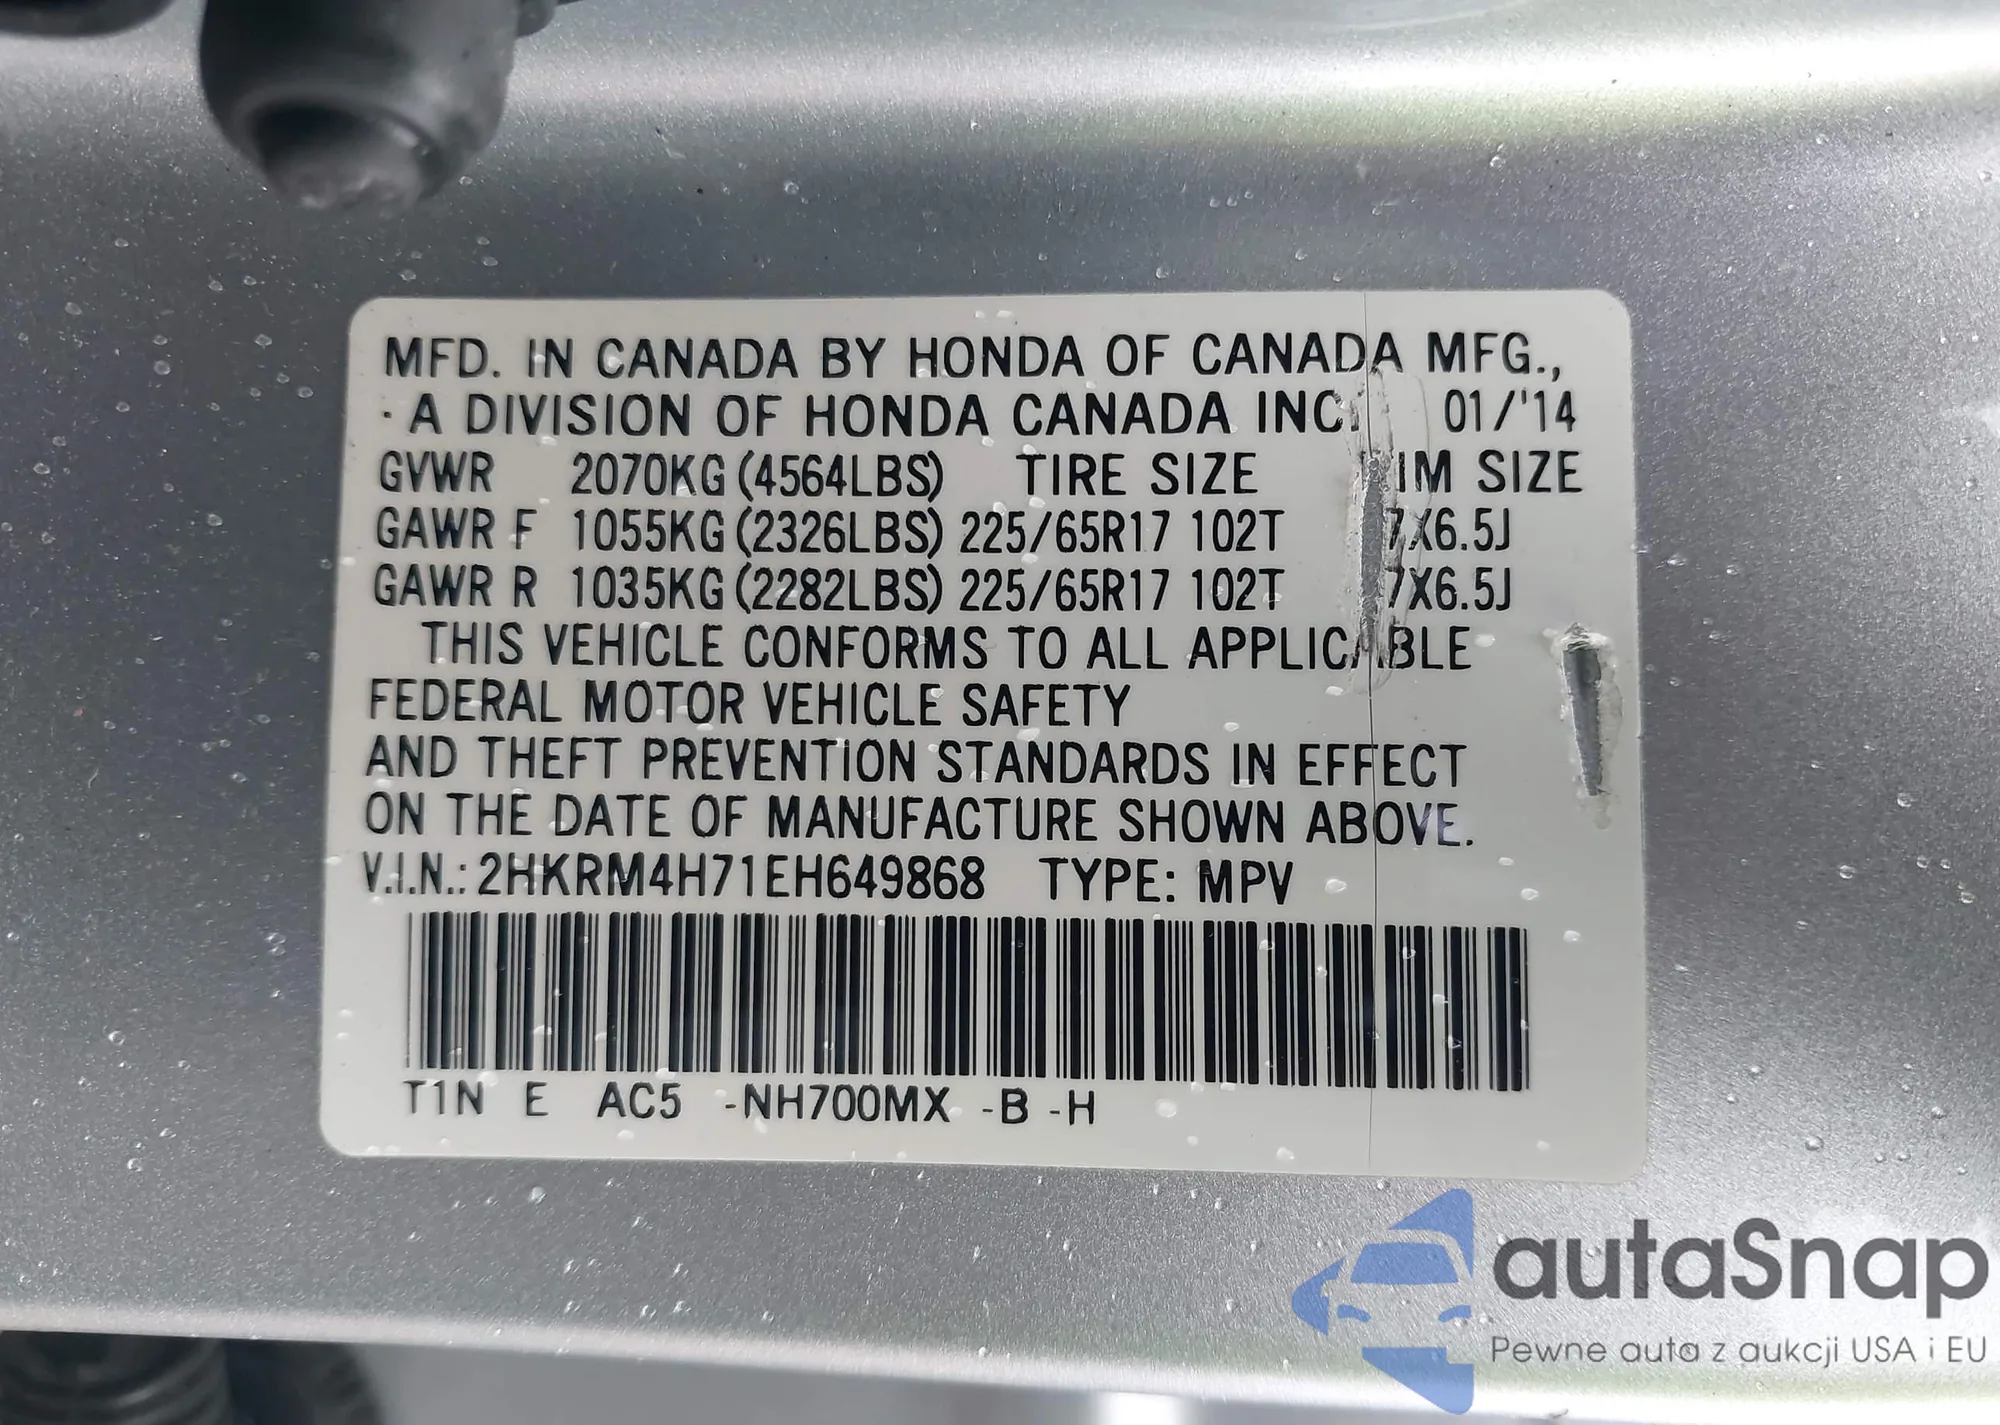 MFD. IN CANADA BY HONDA OF CANADA MFG.,
A DIVISION OF HONDA CANADA INC. 01/'14
GVWR 2070KG (4564LBS) TIRE SIZE IM SIZE
GAWR F 1055KG (2326LBS) 225/65R17 102T 7X6.5J
GAWR R 1035KG (2282LBS) 225/65R17 102T 7X6.5J
THIS VEHICLE CONFORMS TO ALL APPLICABLE
FEDERAL MOTOR VEHICLE SAFETY
AND THEFT PREVENTION STANDARDS IN EFFECT
ON THE DATE OF MANUFACTURE SHOWN ABOVE.
V.I.N.: 2HKRM4H71EH649868 TYPE: MPV
T1N E AC5 -NH700MX -B -H
autaSnap
Pewne auta z aukcji USA i EU